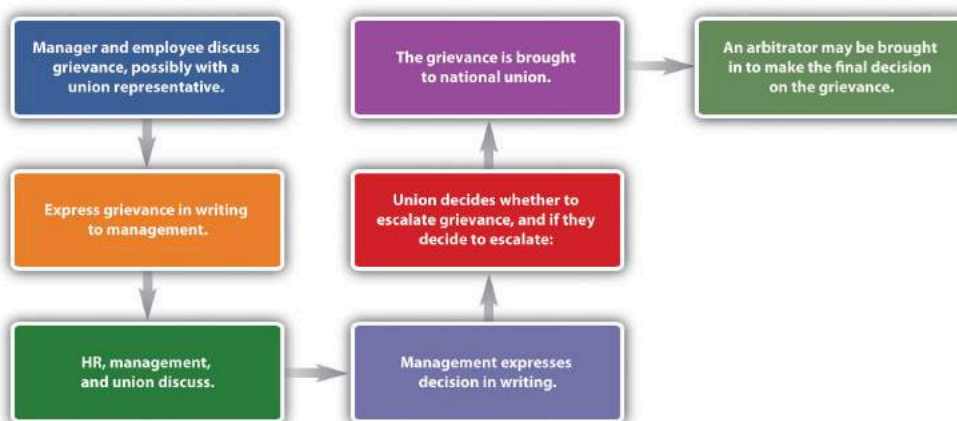 Manager and employee discuss
grievance, possibly with a
union representative.
Express grievance in writing
to management.
HR, management,
and union discuss.
Management expresses
decision in writing.
Union decides whether to
escalate grievance, and if they
decide to escalate:
The grievance is brought
to national union.
An arbitrator may be brought
in to make the final decision
on the grievance.